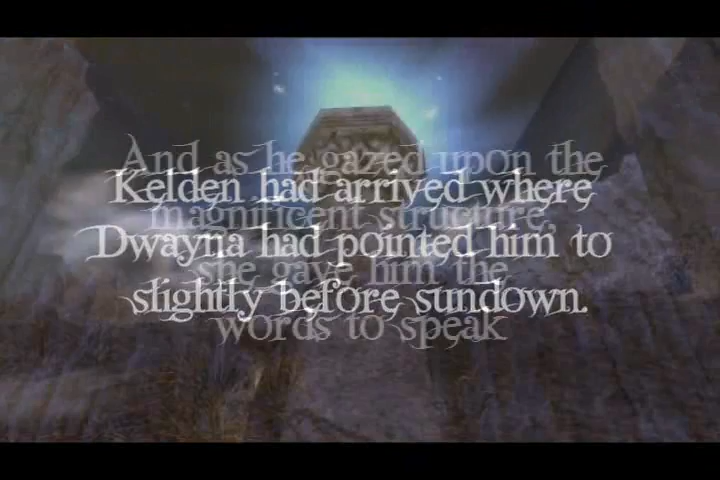 And as he gazed upon the
Kelden had arrived where
magnificent structure,
Dwayna had pointed him to
she gave him the
slightly before sundown.
words to speak